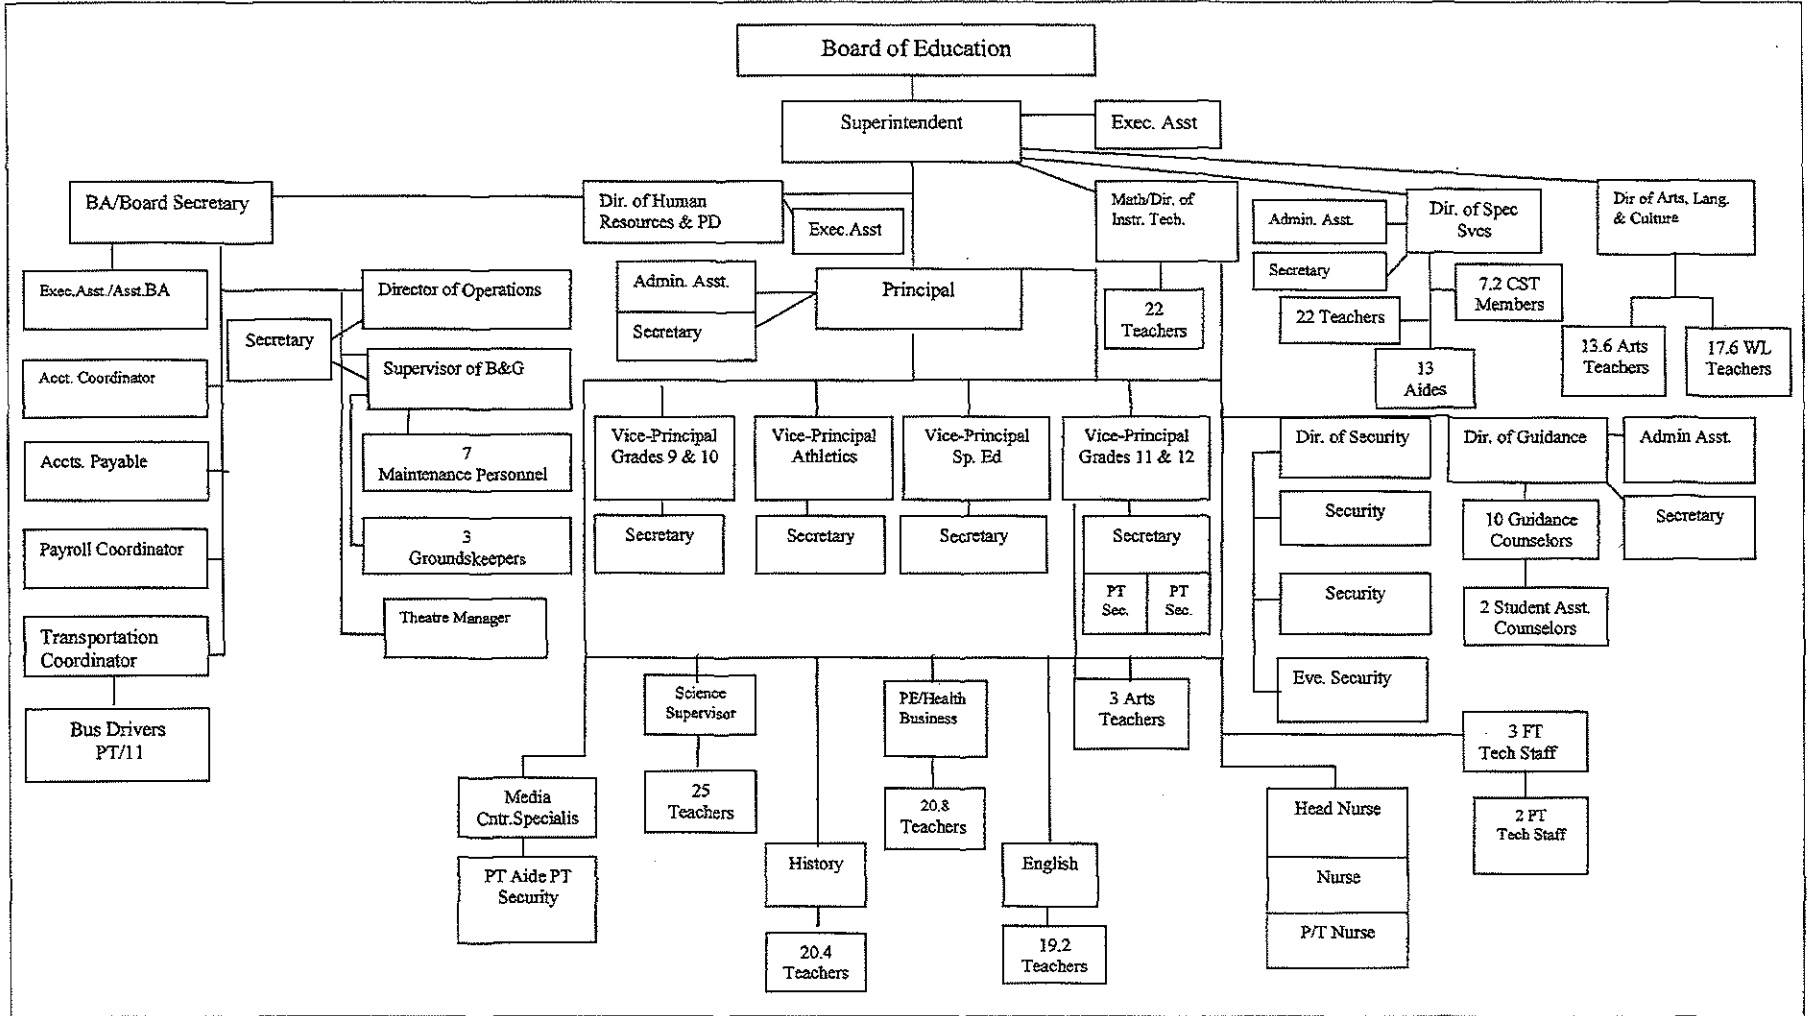 Board of Education
Superintendent
Exec. Asst
BA/Board Secretary
Dir. of Human
Resources & PD
Exec.Asst
Math/Dir. of
Instr. Tech.
Admin. Asst.
Secretary
Dir. of Spec
Svcs
Dir of Arts, Lang.
& Culture
Exec.Asst./Asst.BA
Director of Operations
Secretary
Admin. Asst.
Secretary
Principal
22
Teachers
22 Teachers
7.2 CST
Members
13
Aides
13.6 Arts
Teachers
17.6 WL
Teachers
Acct. Coordinator
Supervisor of B&G
Accts. Payable
7
Maintenance Personnel
Payroll Coordinator
3
Groundskeepers
Transportation
Coordinator
Theatre Manager
Bus Drivers
PT/11
Vice-Principal
Grades 9 & 10
Secretary
Vice-Principal
Athletics
Secretary
Vice-Principal
Sp. Ed
Secretary
Vice-Principal
Grades 11 & 12
Secretary
PT
Sec.
PT
Sec.
Dir. of Security
Security
Security
Eve. Security
Dir. of Guidance
Admin Asst.
Secretary
10 Guidance
Counselors
2 Student Asst.
Counselors
Media
Cntr.Specialis
PT Aide PT
Security
Science
Supervisor
25
Teachers
History
20.4
Teachers
PE/Health
Business
20.8
Teachers
English
19.2
Teachers
3 Arts
Teachers
Head Nurse
Nurse
P/T Nurse
3 FT
Tech Staff
2 PT
Tech Staff